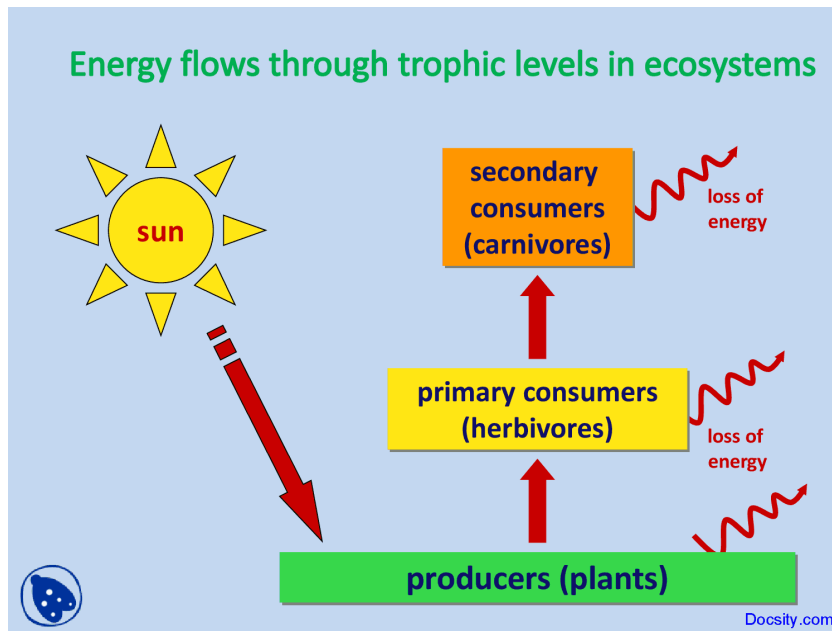 Energy flows through trophic levels in ecosystems
sun
secondary
consumers
(carnivores)
loss of
energy
primary consumers
(herbivores)
loss of
energy
producers (plants)
Docsity.com